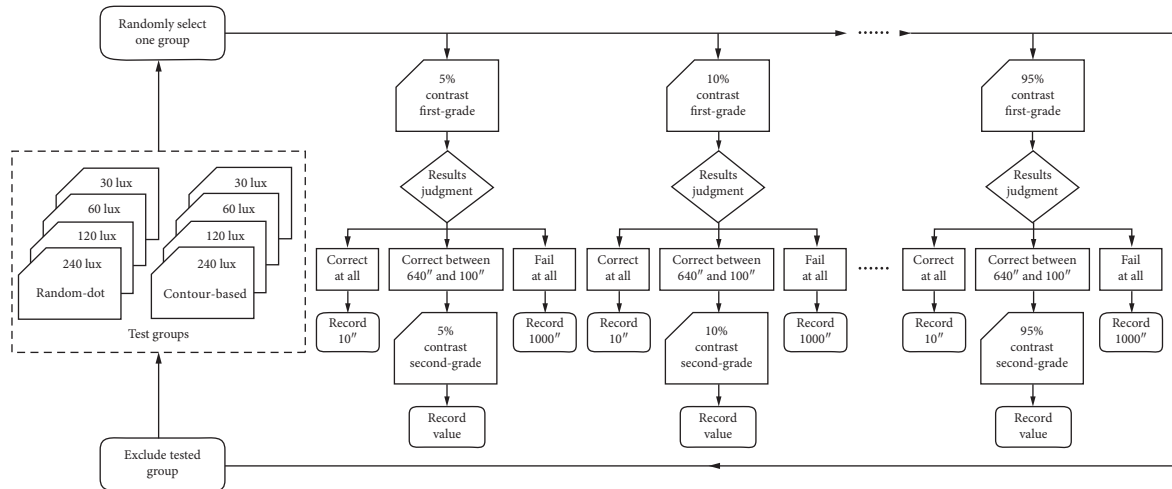 Randomly select
one group
30 lux
60 lux
120 lux
240 lux
Random-dot
30 lux
60 lux
120 lux
240 lux
Contour-based
Test groups
Exclude tested
group
5%
contrast
first-grade
Results
judgment
Correct
at all
Correct between
640″ and 100″
Fail
at all
Record
10″
5%
contrast
second-grade
Record
1000″
Record
value
10%
contrast
first-grade
Results
judgment
Correct
at all
Correct between
640″ and 100″
Fail
at all
Record
10″
10%
contrast
second-grade
Record
1000″
Record
value
......
......
95%
contrast
first-grade
Results
judgment
Correct
at all
Correct between
640″ and 100″
Fail
at all
Record
10″
95%
contrast
second-grade
Record
1000″
Record
value